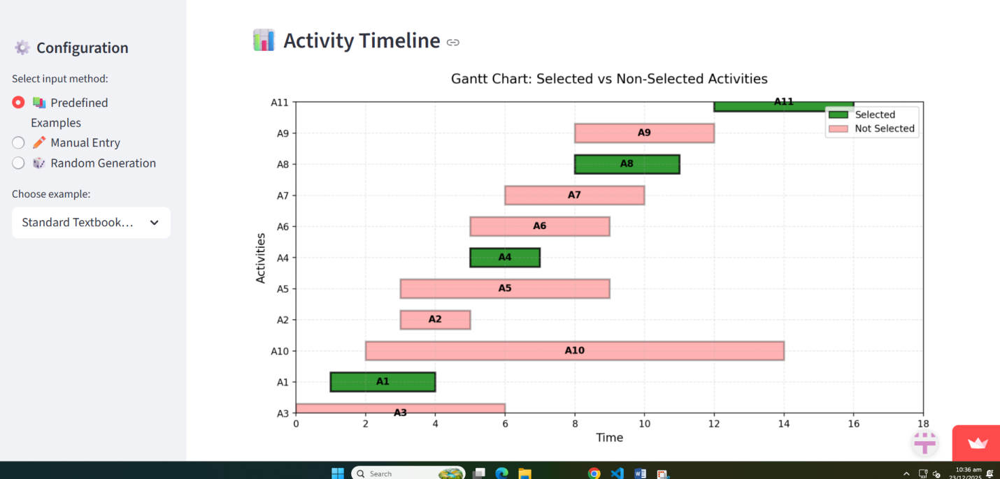 Configuration
Select input method:
Predefined
Examples
Manual Entry
Random Generation
Choose example:
Standard Textbook...
Activity Timeline
Gantt Chart: Selected vs Non-Selected Activities
Selected
Not Selected
Activities
A11 A11
A9 A9
A8 A8
A7 A7
A6 A6
A4 A4
A5 A5
A2 A2
A10 A10
A1 A1
A3 A3
0 2 4 6 8 10 12 14 16 18
Time
Search
10:36 am
23/12/2025